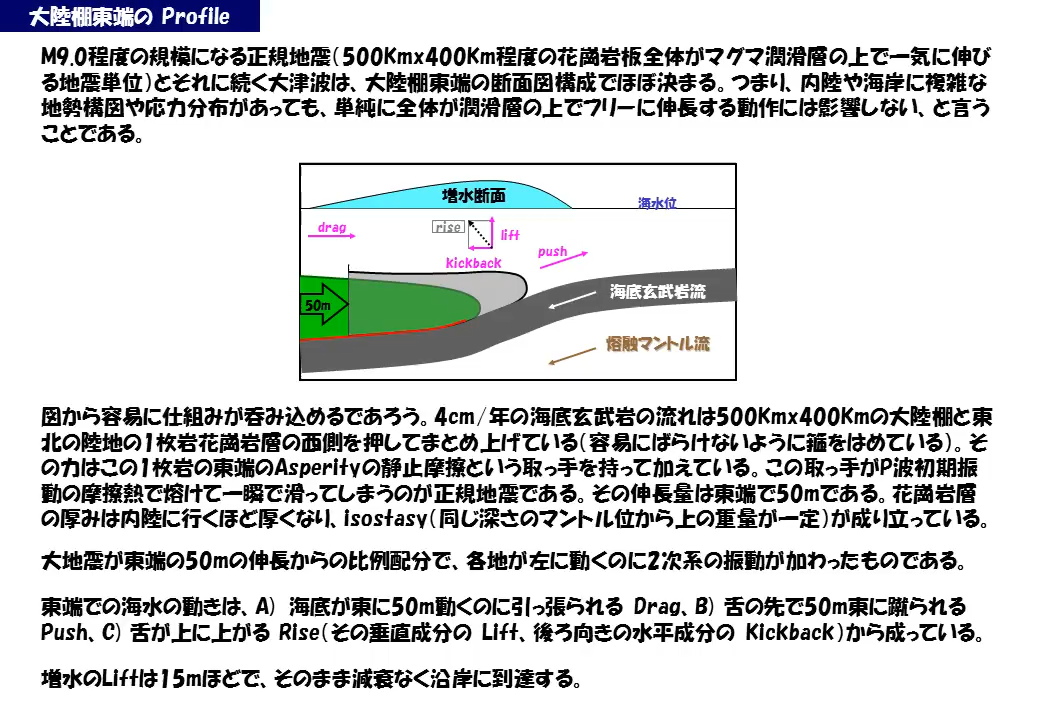 大陸棚東端の Profile
M9.0程度の規模になる正規地震(500Kmx400Km程度の花崗岩板全体がマグマ潤滑層の上で一気に伸び
る地震単位)とそれに続く大津波は、大陸棚東端の断面図構成でほぼ決まる。つまり、内陸や海岸に複雑な
地勢構図や応力分布があっても、単純に全体が潤滑層の上でフリーに伸長する動作には影響しない、と言う
ことである。
増水断面
海水位
drag
rise
lift
push
kickback
50m
海底玄武岩流
熔融マントル流
図から容易に仕組みが呑み込めるであろう。4cm/年の海底玄武岩の流れは500Kmx400Kmの大陸棚と東
北の陸地の1枚岩花崗岩層の西側を押してまとめ上げている(容易にばらけないように箍をはめている)。そ
の力はこの1枚岩の東端のAsperityの静止摩擦という取っ手を持って加えている。この取っ手がP波初期振
動の摩擦熱で熔けて一瞬で滑ってしまうのが正規地震である。その伸長量は東端で50mである。花崗岩層
の厚みは内陸に行くほど厚くなり、isostasy(同じ深さのマントル位から上の重量が一定)が成り立っている。
大地震が東端の50mの伸長からの比例配分で、各地が左に動くのに2次系の振動が加わったものである。
東端での海水の動きは、A) 海底が東に50m動くのに引っ張られる Drag、B) 舌の先で50m東に蹴られる
Push、C) 舌が上に上がる Rise(その垂直成分の Lift、後ろ向きの水平成分の Kickback)から成っている。
増水のLiftは15mほどで、そのまま減衰なく沿岸に到達する。